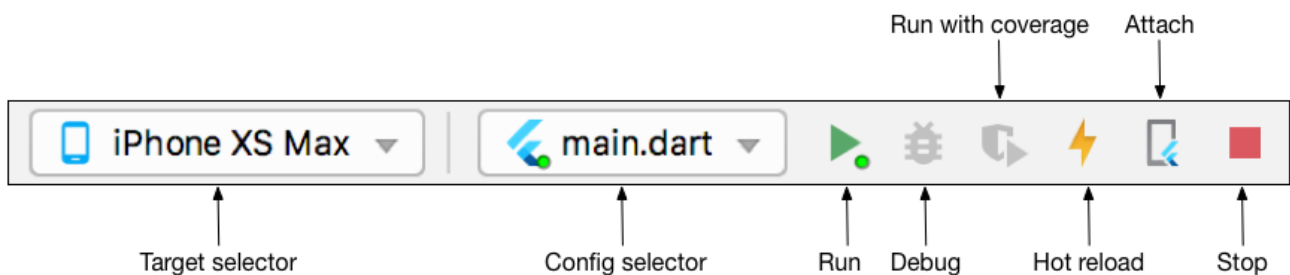 Run with coverage Attach
iPhone XS Max main.dart
Target selector Config selector Run Debug Hot reload Stop